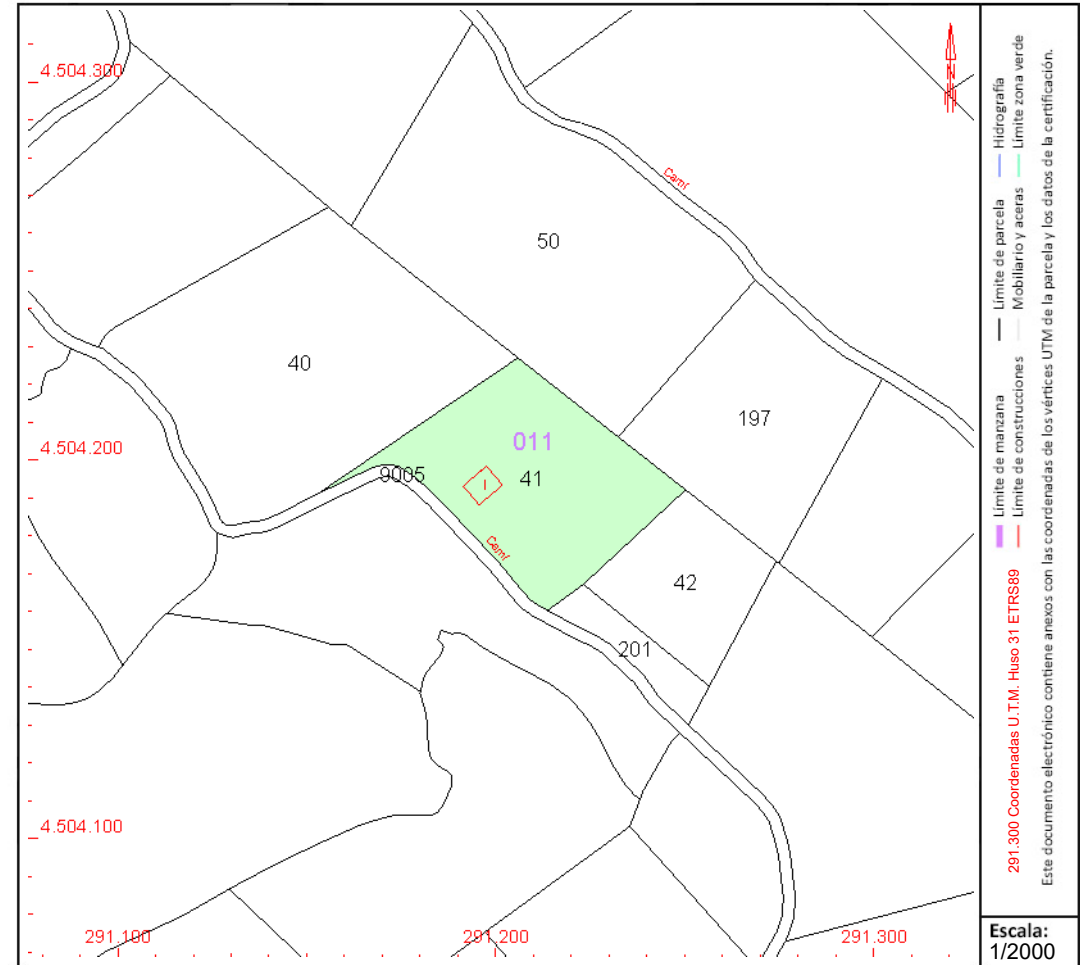 4.504.300
N
Camí
50
40
197
011
4.504.200
9005
41
I
Camí
42
201
4.504.100
291.100
291.200
291.300
Hidrografía
Límite zona verde
Límite de parcela
Mobiliario y aceras
Límite de manzana
Límite de construcciones
291.300 Coordenadas U.T.M. Huso 31 ETRS89
Este documento electrónico contiene anexos con las coordenadas de los vértices UTM de la parcela y los datos de la certificación.
Escala:
1/2000